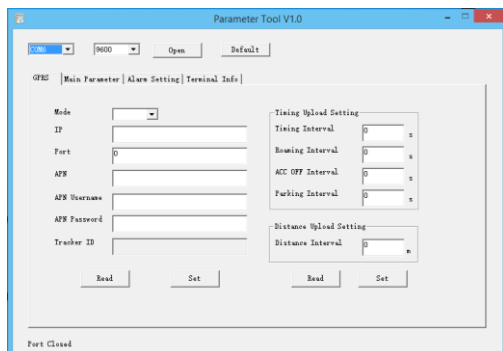 Parameter Tool V1.0
COM6 9600 Open Default
GPRS Main Parameter Alarm Setting Terminal Info
Mode
IP
Port 0
APN
APN Username
APN Password
Tracker ID
Read Set
Timing Upload Setting
Timing Interval 0 s
Roaming Interval 0 s
ACC OFF Interval 0 s
Parking Interval 0 s
Distance Upload Setting
Distance Interval 0 m
Read Set
Port Closed